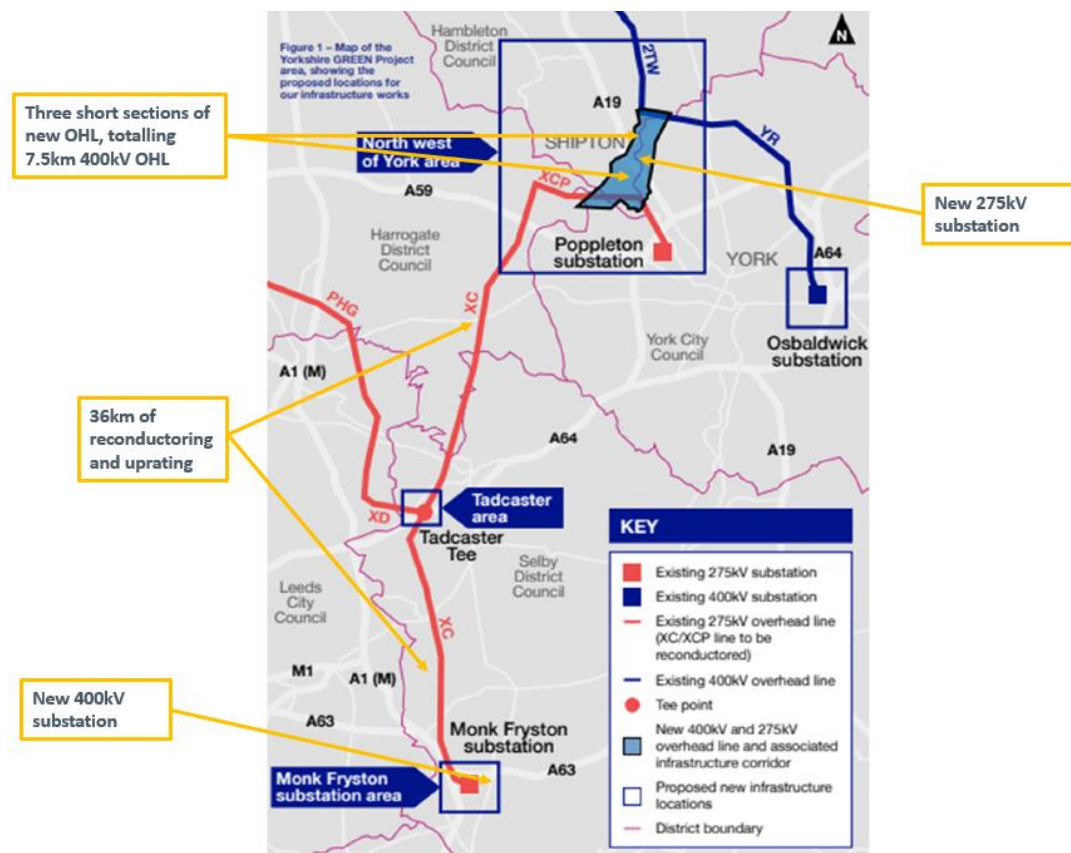 Figure 1 – Map of the
Yorkshire GREEN Project
area, showing the
proposed locations for
our infrastructure works
Hambleton
District
Council
2TW
N
Three short sections of
new OHL, totalling
7.5km 400kV OHL
A19
SHIPTON
North west
of York area
YR
XCP
A59
New 275kV
substation
Harrogate
District
Council
Poppleton
substation
YORK
A64
PHG
XC
York City
Council
Osbaldwick
substation
A1 (M)
36km of
reconductoring
and uprating
A64
A19
XD
Tadcaster
area
Tadcaster
Tee
Leeds
City
Council
Selby
District
Council
XC
M1
A1 (M)
A63
New 400kV
substation
Monk Fryston
substation
A63
Monk Fryston
substation area
KEY
Existing 275kV substation
Existing 400kV substation
Existing 275kV overhead line
(XC/XCP line to be
reconductored)
Existing 400kV overhead line
Tee point
New 400kV and 275kV
overhead line and associated
infrastructure corridor
Proposed new infrastructure
locations
District boundary